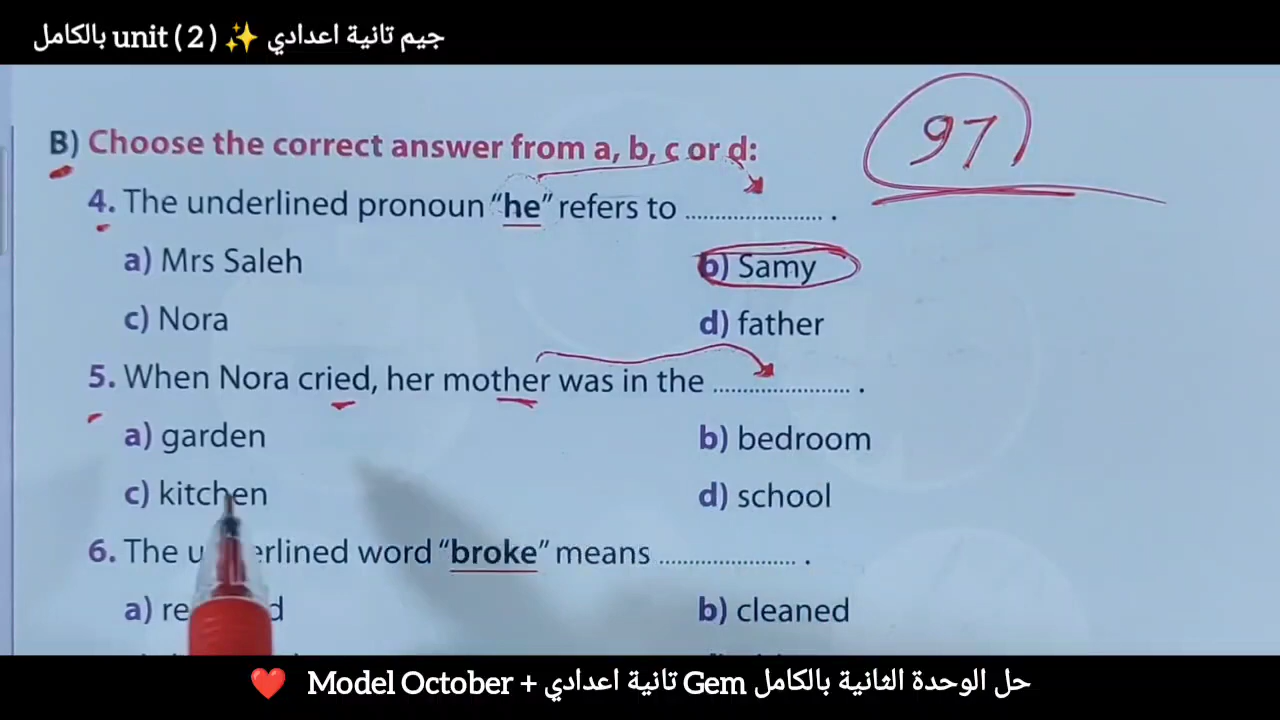 جيم تانية اعدادي ✨ unit ( 2 ) بالكامل
97
B) Choose the correct answer from a, b, c or d:
4. The underlined pronoun “he” refers to ...................... .
a) Mrs Saleh b) Samy
c) Nora d) father
5. When Nora cried, her mother was in the ...................... .
a) garden b) bedroom
c) kitchen d) school
6. The underlined word “broke” means ...................... .
a) b) cleaned
حل الوحدة الثانية بالكامل Gem تانية اعدادي + Model October ❤️